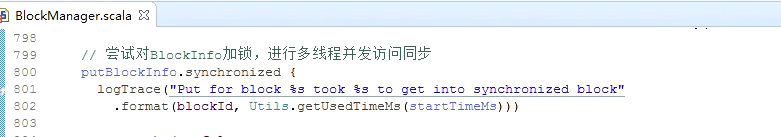 BlockManager.scala
798
799 // 尝试对BlockInfo加锁，进行多线程并发访问同步
800 putBlockInfo.synchronized {
801 logTrace("Put for block %s took %s to get into synchronized block"
802 .format(blockId, Utils.getUsedTimeMs(startTimeMs)))
803